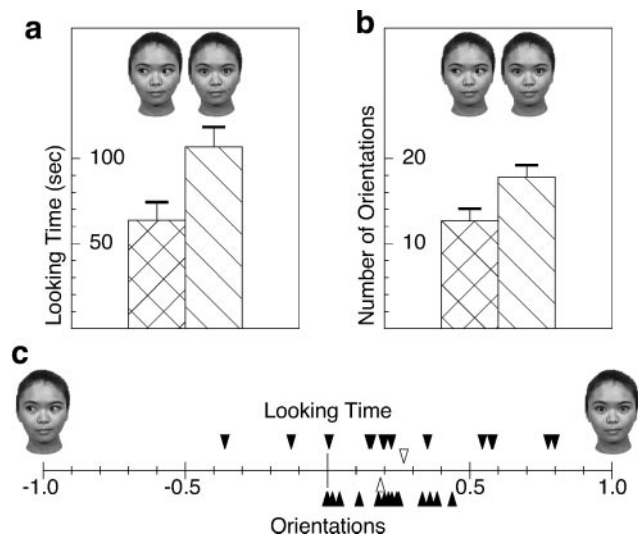 a
Looking Time (sec)
100
50
b
Number of Orientations
20
10
c
Looking Time
-1.0
-0.5
0.5
1.0
Orientations